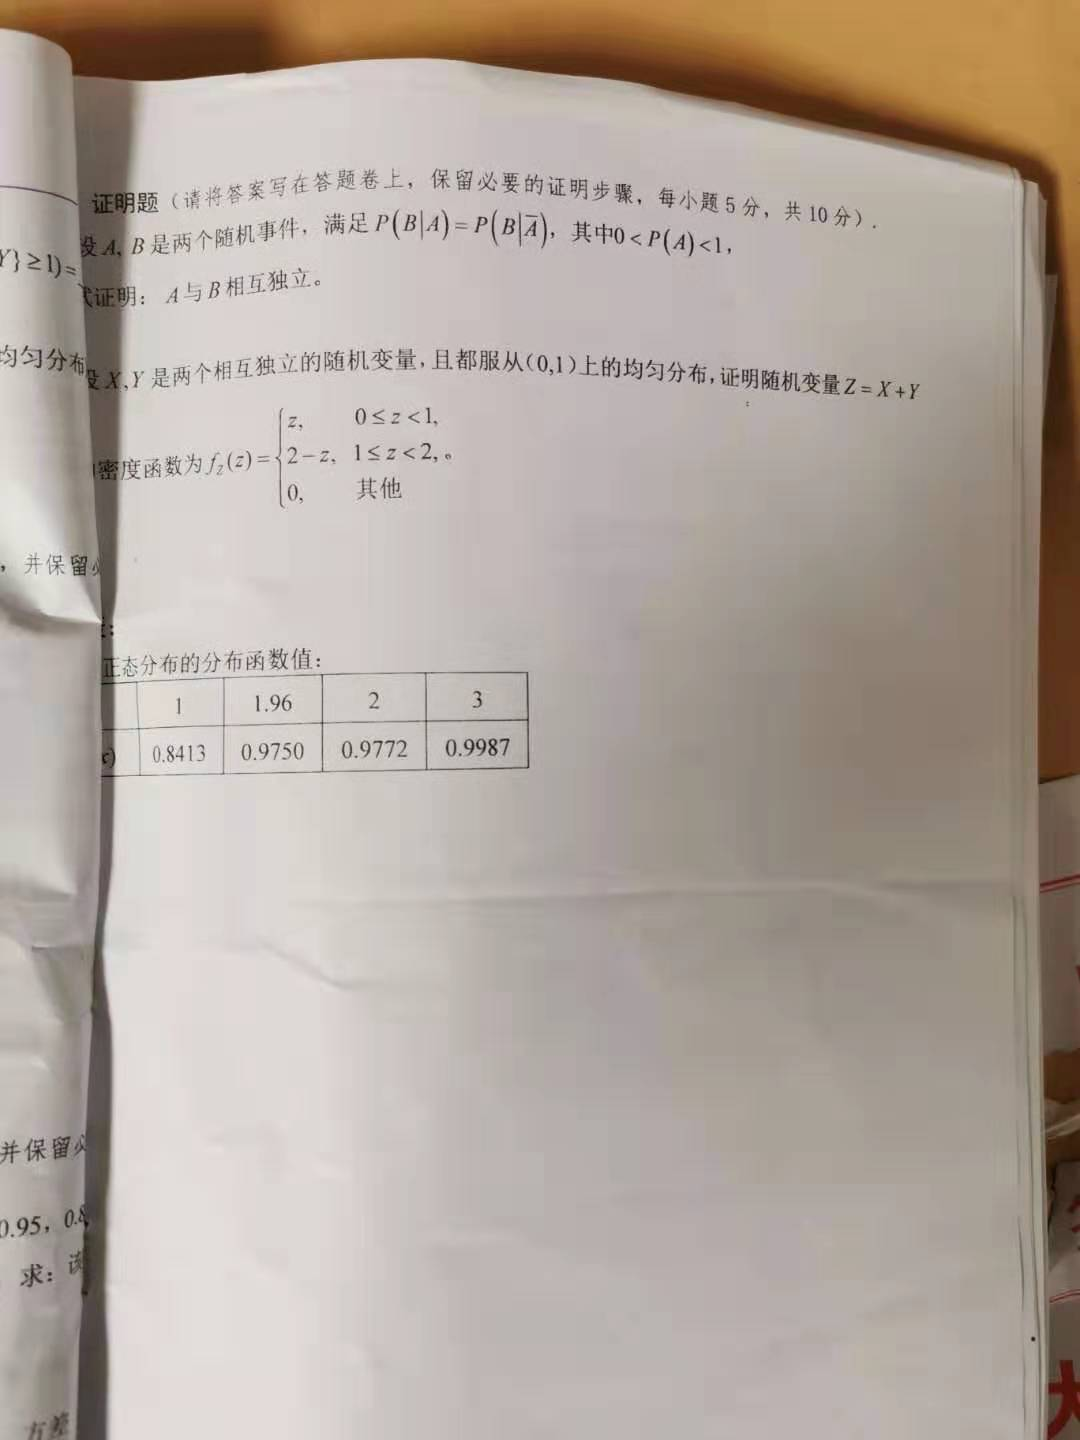 证明题（请将答案写在答题卷上，保留必要的证明步骤，每小题5分，共10分）.
设A, B是两个随机事件，满足P(B|A)=P(B|A̅)，其中0<P(A)<1，
Y}≥1)=
试证明：A与B相互独立。
均匀分布
设X,Y是两个相互独立的随机变量,且都服从(0,1)上的均匀分布,证明随机变量Z=X+Y
密度函数为f_Z(z)={z, 0≤z<1,
2-z, 1≤z<2,。
0, 其他
，并保留
正态分布的分布函数值：
1 1.96 2 3
x) 0.8413 0.9750 0.9772 0.9987
并保留
0.95，0.8
求：该
方差
大